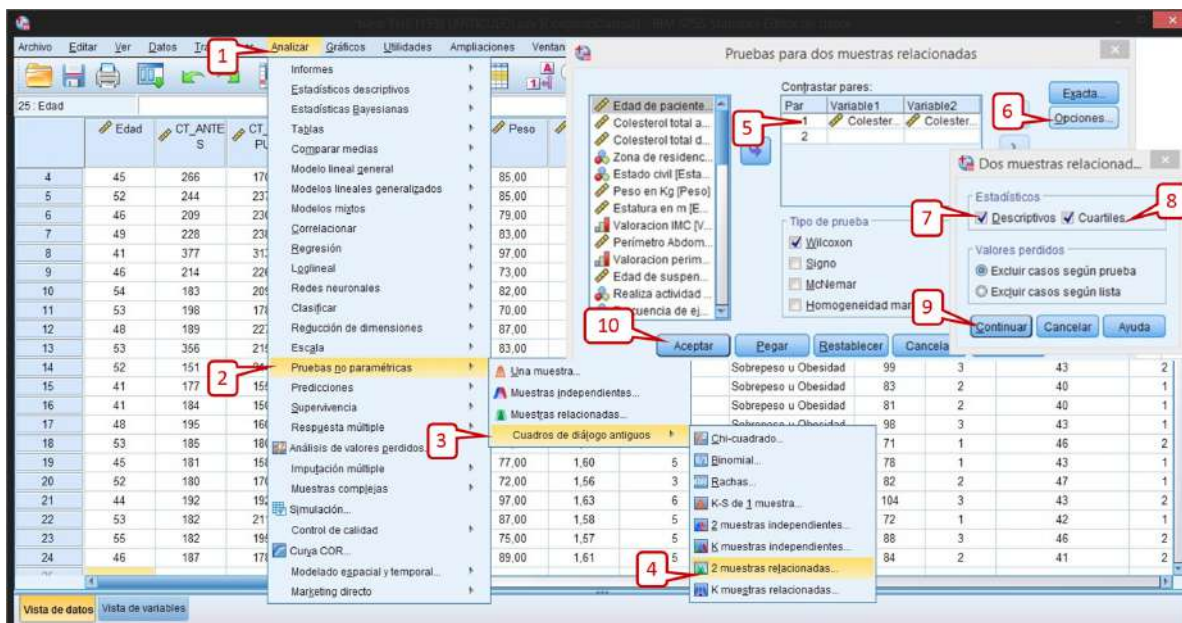 Archivo Editar Ver Datos Analizar Gráficos Utilidades Ampliaciones Ventan
1
25 : Edad
Edad CT_ANTES Peso
4 45 266 85,00
5 52 244 85,00
6 46 209 79,00
7 49 228 83,00
8 41 377 97,00
9 46 214 73,00
10 54 183 82,00
11 53 198 70,00
12 48 189 87,00
13 53 356 83,00
14 52 151 Sobrepeso u Obesidad 99 3 43 2
15 41 177 Sobrepeso u Obesidad 83 2 40 1
16 41 184 Sobrepeso u Obesidad 81 2 40 1
17 48 195 Sobrepeso u Obesidad 98 3 43 1
18 53 185 71 1 46 2
19 45 181 77,00 1,60 5 78 1 43 1
20 52 180 72,00 1,56 3 82 2 47 1
21 44 192 97,00 1,63 6 104 3 43 2
22 53 182 87,00 1,58 5 72 1 42 1
23 55 182 75,00 1,57 5 88 3 46 2
24 46 187 89,00 1,61 5 84 2 41 2
Vista de datos Vista de variables
Informes
Estadísticos descriptivos
Estadísticas Bayesianas
Tablas
Comparar medias
Modelo lineal general
Modelos lineales generalizados
Modelos mixtos
Correlacionar
Regresión
Loglineal
Redes neuronales
Clasificar
Reducción de dimensiones
Escala
2
Pruebas no paramétricas
Predicciones
Supervivencia
Respuesta múltiple
Análisis de valores perdidos...
Imputación múltiple
Muestras complejas
Simulación...
Control de calidad
Curva COR...
Modelado espacial y temporal...
Marketing directo
Una muestra...
Muestras independientes...
Muestras relacionadas...
3
Cuadros de diálogo antiguos
Chi-cuadrado...
Binomial...
Rachas...
K-S de 1 muestra...
2 muestras independientes...
K muestras independientes...
4
2 muestras relacionadas...
K muestras relacionadas...
Pruebas para dos muestras relacionadas
Edad de paciente...
Colesterol total a...
Colesterol total d...
Zona de residenc...
Estado civil [Esta...
Peso en Kg [Peso]
Estatura en m [E...
Valoracion IMC [V...
Perímetro Abdom...
Valoracion perim...
Edad de suspen...
Realiza actividad ...
Contrastar pares:
Par Variable1 Variable2
5
1 Colester... Colester...
2
Tipo de prueba
Wilcoxon
Signo
McNemar
Homogeneidad mar
Exacta...
6
Opciones...
10
Aceptar Pegar Restablecer
Dos muestras relacionad...
Estadísticos
7
Descriptivos Cuartiles
8
Valores perdidos
Excluir casos según prueba
Excluir casos según lista
9
Continuar Cancelar Ayuda